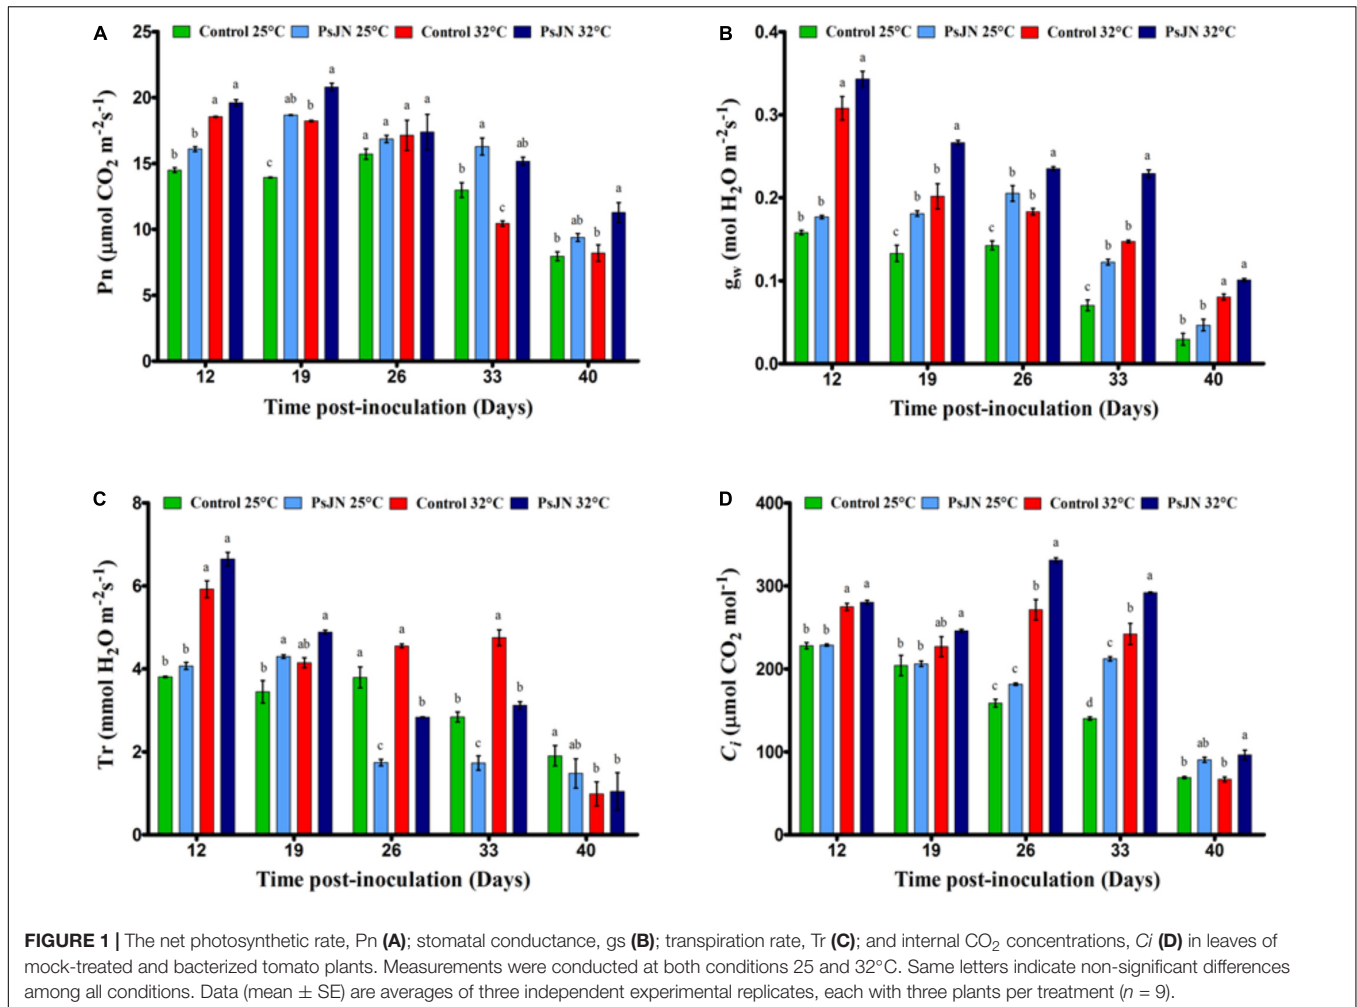 A
Control 25°C PsJN 25°C Control 32°C PsJN 32°C
Pn (µmol CO2 m-2s-1)
25
20
15
10
5
0
b b a a
c ab b a
a a a a
b a c ab
b ab b a
12 19 26 33 40
Time post-inoculation (Days)
B
Control 25°C PsJN 25°C Control 32°C PsJN 32°C
gw (mol H2O m-2s-1)
0.4
0.3
0.2
0.1
0.0
b b a a
c b b a
c b b a
c b b a
b b a a
12 19 26 33 40
Time post-inoculation (Days)
C
Control 25°C PsJN 25°C Control 32°C PsJN 32°C
Tr (mmol H2O m-2s-1)
8
6
4
2
0
b b a a
b a ab a
a c a b
b c a b
a ab b b
12 19 26 33 40
Time post-inoculation (Days)
D
Control 25°C PsJN 25°C Control 32°C PsJN 32°C
Ci (µmol CO2 mol-1)
400
300
200
100
0
b b a a
b b ab a
c c b a
d c b a
b ab b a
12 19 26 33 40
Time post-inoculation (Days)
FIGURE 1 | The net photosynthetic rate, Pn (A); stomatal conductance, gs (B); transpiration rate, Tr (C); and internal CO2 concentrations, Ci (D) in leaves of
mock-treated and bacterized tomato plants. Measurements were conducted at both conditions 25 and 32°C. Same letters indicate non-significant differences
among all conditions. Data (mean ± SE) are averages of three independent experimental replicates, each with three plants per treatment (n = 9).